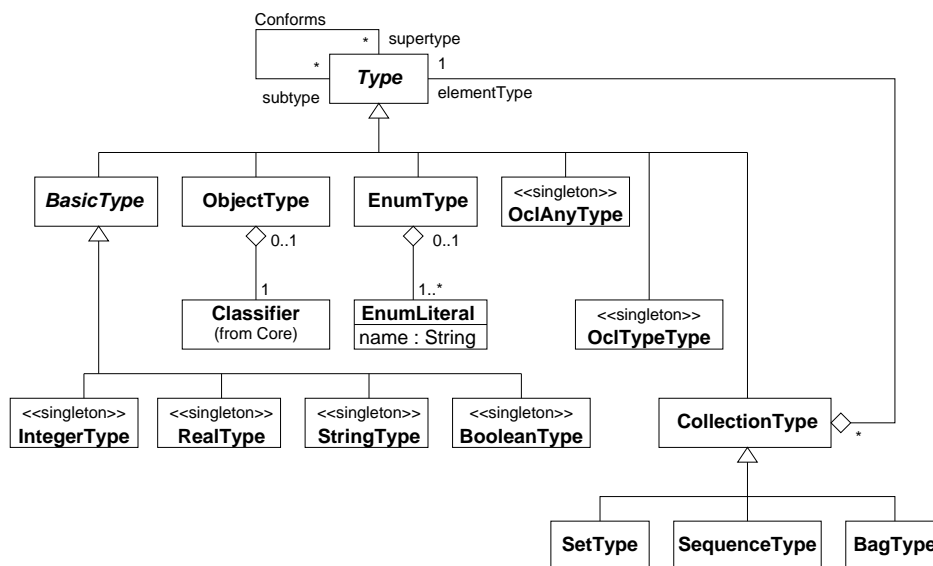 Conforms
* supertype
* Type 1
subtype elementType
BasicType ObjectType EnumType <<singleton>>
OclAnyType
0..1 0..1
1 1..*
Classifier EnumLiteral <<singleton>>
(from Core) name : String OclTypeType
<<singleton>> <<singleton>> <<singleton>> <<singleton>>
IntegerType RealType StringType BooleanType CollectionType
*
SetType SequenceType BagType